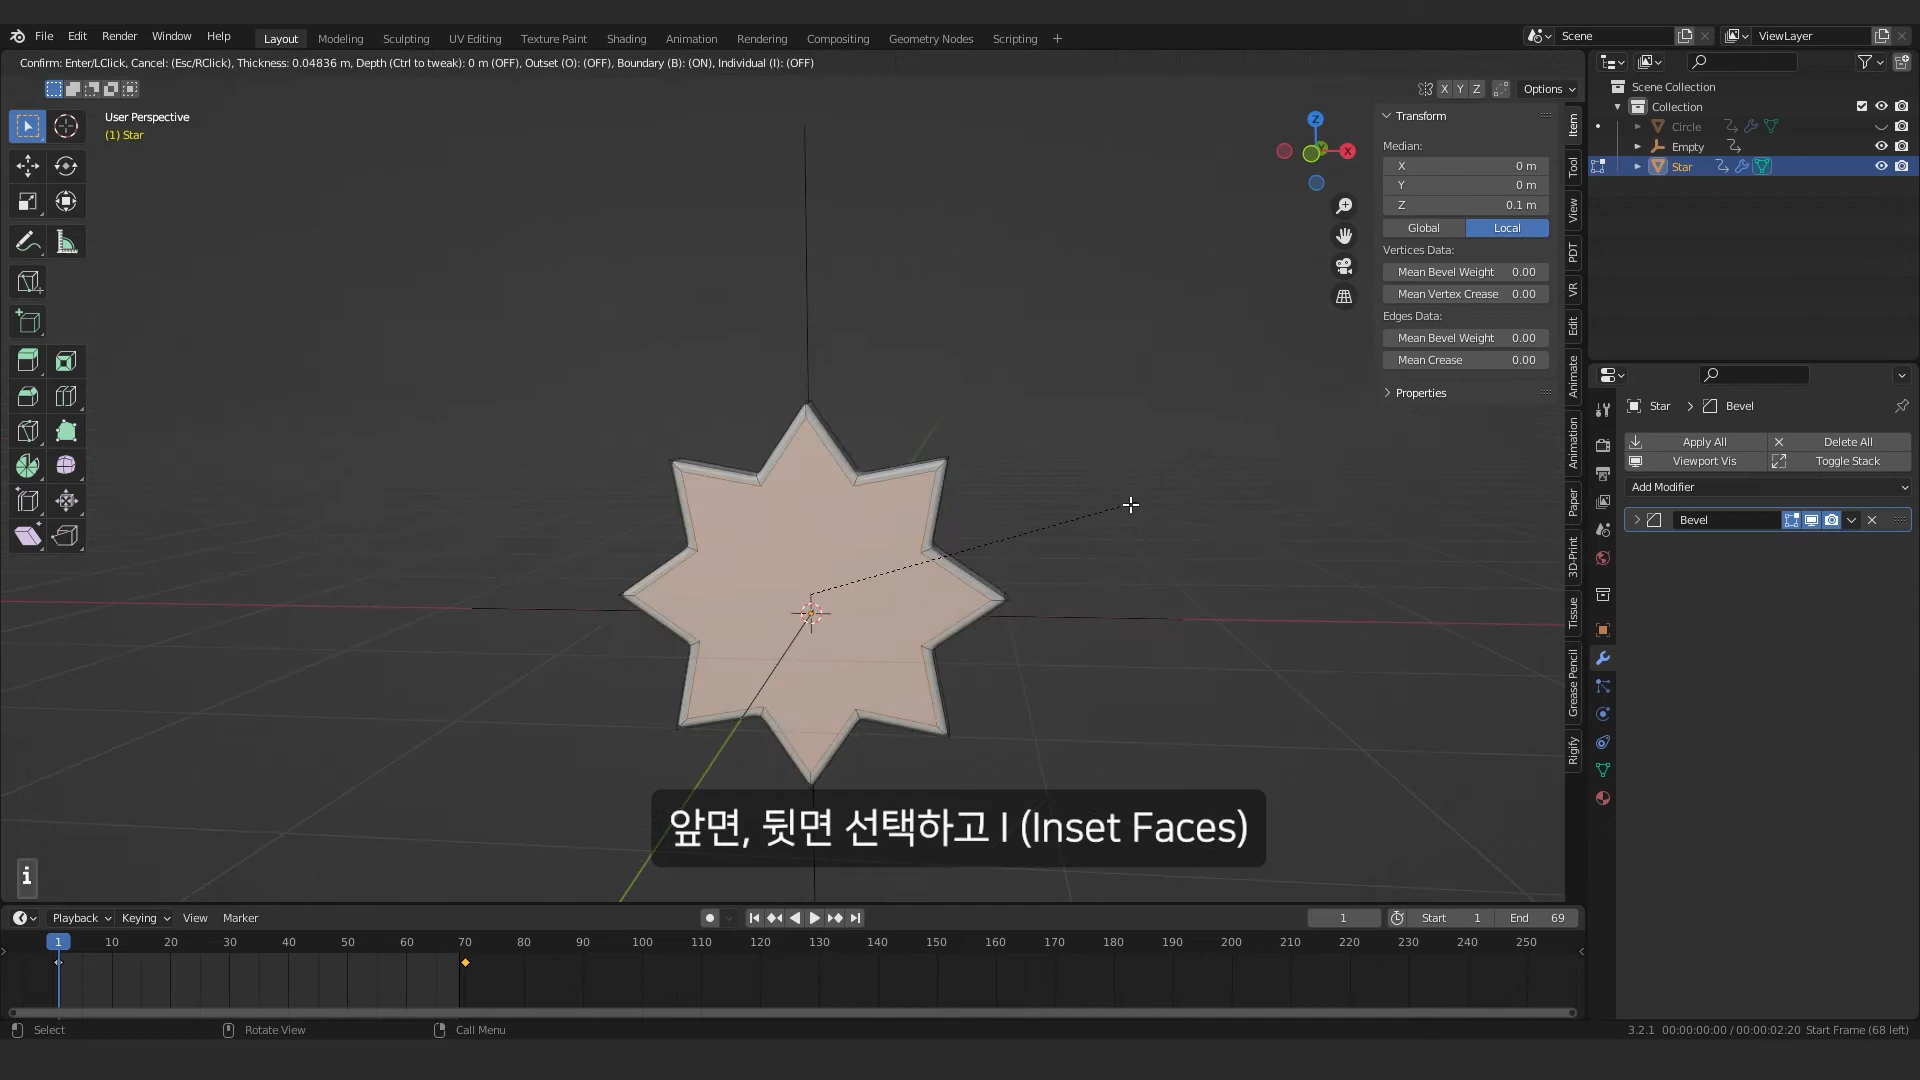 File Edit Render Window Help
Layout Modeling Sculpting UV Editing Texture Paint Shading Animation Rendering Compositing Geometry Nodes Scripting +
Scene
ViewLayer
Confirm: Enter/LClick, Cancel: (Esc/RClick), Thickness: 0.04836 m, Depth (Ctrl to tweak): 0 m (OFF), Outset (O): (OFF), Boundary (B): (ON), Individual (I): (OFF)
X Y Z Options
User Perspective
(1) Star
Z
X
Transform
Median:
X 0 m
Y 0 m
Z 0.1 m
Global Local
Vertices Data:
Mean Bevel Weight 0.00
Mean Vertex Crease 0.00
Edges Data:
Mean Bevel Weight 0.00
Mean Crease 0.00
Properties
Item
Tool
View
PDT
VR
Edit
Animate
Animation
Paper
3D-Print
Tissue
Grease Pencil
Rigify
Scene Collection
Collection
Circle
Empty
Star
Star > Bevel
Apply All Delete All
Viewport Vis Toggle Stack
Add Modifier
Bevel
앞면, 뒷면 선택하고 I (Inset Faces)
i
Playback Keying View Marker
1 Start 1 End 69
1 10 20 30 40 50 60 70 80 90 100 110 120 130 140 150 160 170 180 190 200 210 220 230 240 250
Select Rotate View Call Menu
3.2.1 00:00:00:00 / 00:00:02:20 Start Frame (68 left)